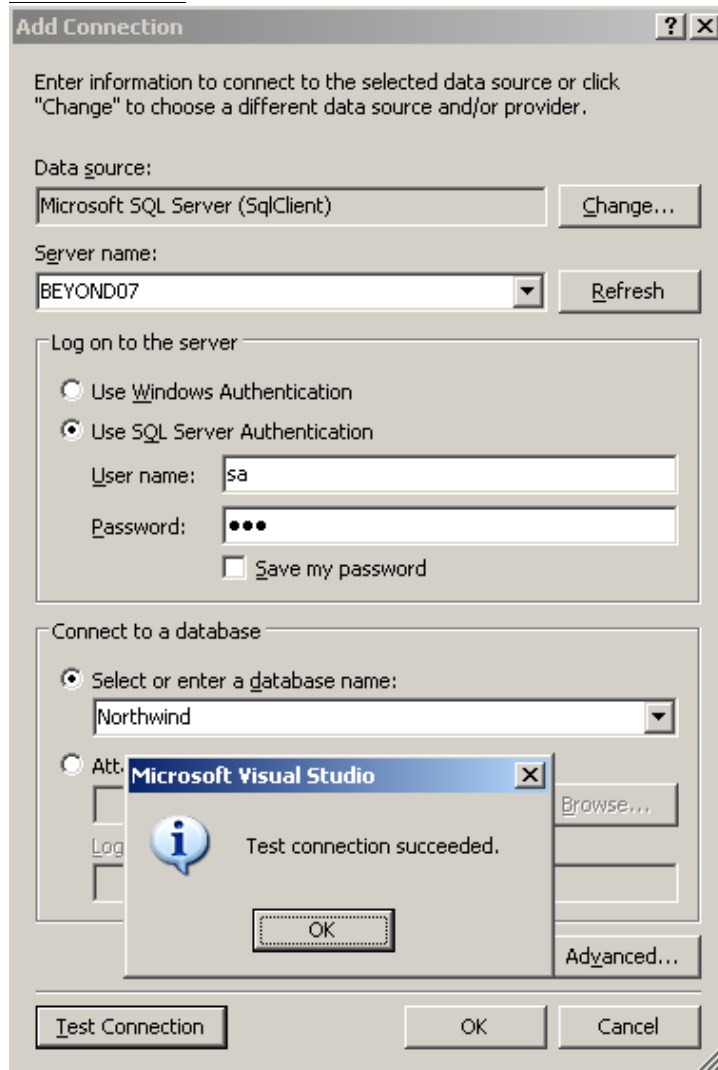 Add Connection
Enter information to connect to the selected data source or click
"Change" to choose a different data source and/or provider.
Data source:
Microsoft SQL Server (SqlClient)
Change...
Server name:
BEYOND07
Refresh
Log on to the server
Use Windows Authentication
Use SQL Server Authentication
User name:
sa
Password:
●●●
Save my password
Connect to a database
Select or enter a database name:
Northwind
Att
Microsoft Visual Studio
Browse...
Test connection succeeded.
Log
OK
Advanced...
Test Connection
OK
Cancel